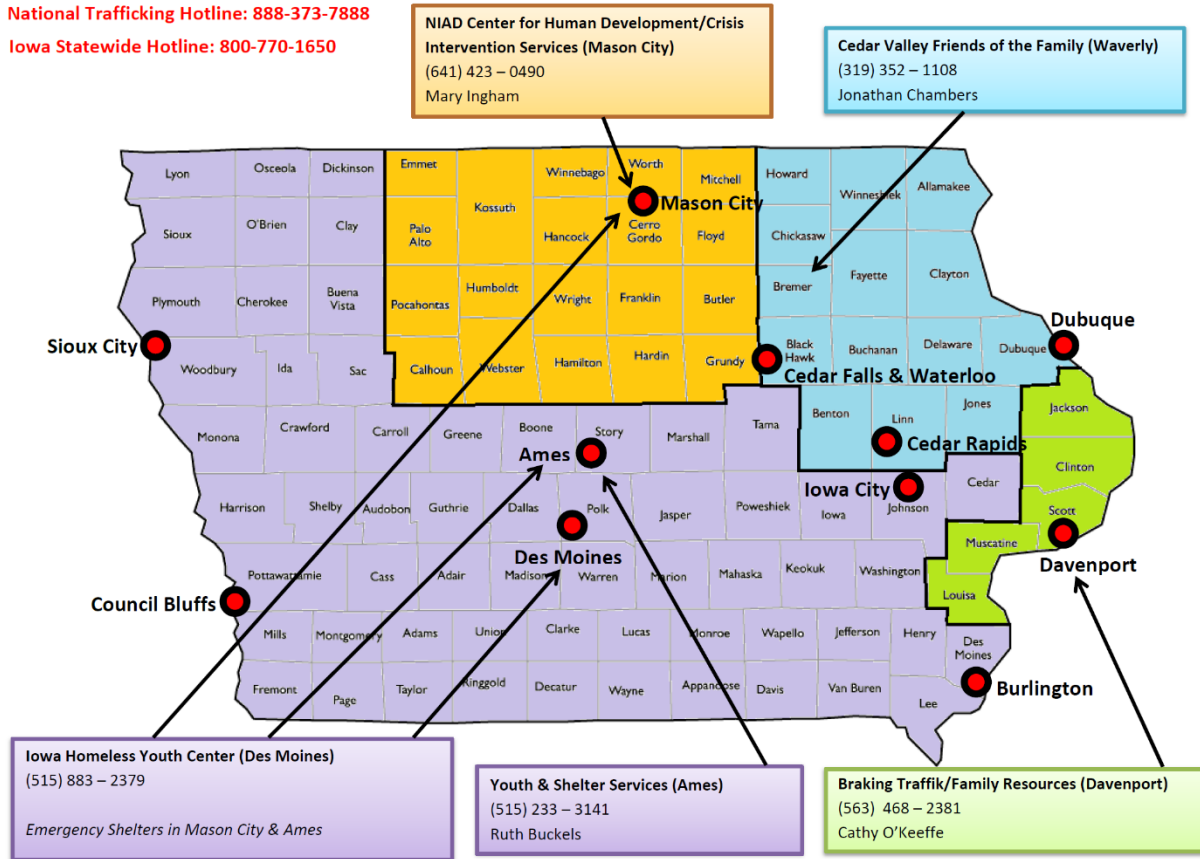 National Trafficking Hotline: 888-373-7888
Iowa Statewide Hotline: 800-770-1650
NIAD Center for Human Development/Crisis
Intervention Services (Mason City)
(641) 423 – 0490
Mary Ingham
Cedar Valley Friends of the Family (Waverly)
(319) 352 – 1108
Jonathan Chambers
Lyon
Osceola
Dickinson
Emmet
Kossuth
Winnebago
Worth
Mitchell
Howard
Winneshiek
Allamakee
Mason City
Sioux
O'Brien
Clay
Palo
Alto
Hancock
Cerro
Gordo
Floyd
Chickasaw
Plymouth
Cherokee
Buena
Vista
Pocahontas
Humboldt
Wright
Franklin
Butler
Bremer
Fayette
Clayton
Sioux City
Dubuque
Woodbury
Ida
Sac
Calhoun
Webster
Hamilton
Hardin
Grundy
Black
Hawk
Buchanan
Delaware
Dubuque
Cedar Falls & Waterloo
Monona
Crawford
Carroll
Greene
Boone
Story
Marshall
Tama
Benton
Linn
Jones
Jackson
Ames
Cedar Rapids
Clinton
Harrison
Shelby
Audobon
Guthrie
Dallas
Polk
Jasper
Poweshiek
Iowa
Iowa City
Johnson
Cedar
Scott
Des Moines
Muscatine
Davenport
Pottawattamie
Cass
Adair
Madison
Warren
Marion
Mahaska
Keokuk
Washington
Louisa
Council Bluffs
Mills
Montgomery
Adams
Union
Clarke
Lucas
Monroe
Wapello
Jefferson
Henry
Des
Moines
Fremont
Page
Taylor
Ringgold
Decatur
Wayne
Appanoose
Davis
Van Buren
Lee
Burlington
Iowa Homeless Youth Center (Des Moines)
(515) 883 – 2379
Emergency Shelters in Mason City & Ames
Youth & Shelter Services (Ames)
(515) 233 – 3141
Ruth Buckels
Braking Traffik/Family Resources (Davenport)
(563) 468 – 2381
Cathy O'Keeffe